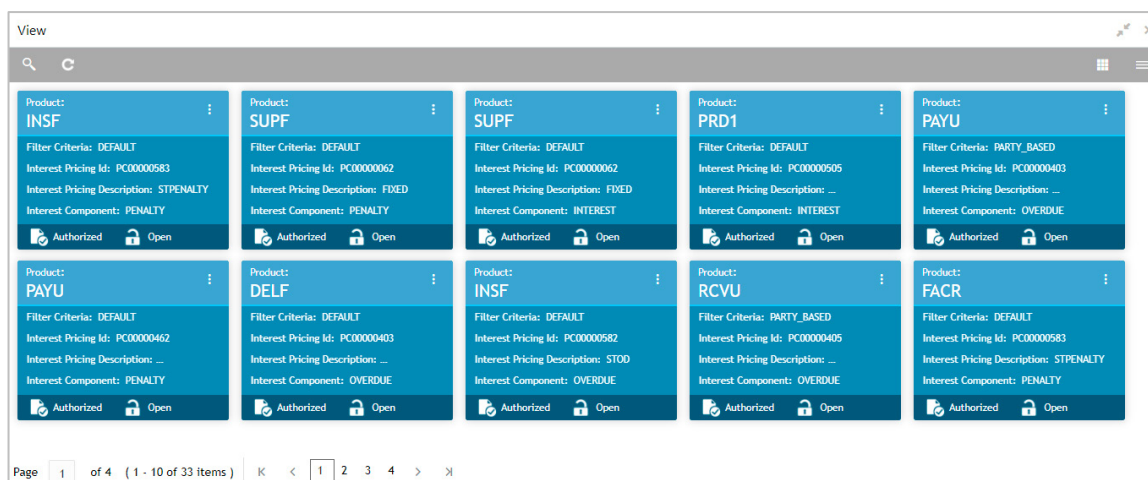 View
Product:
INSF
Filter Criteria: DEFAULT
Interest Pricing Id: PC00000583
Interest Pricing Description: STPENALTY
Interest Component: PENALTY
Authorized Open
Product:
SUPF
Filter Criteria: DEFAULT
Interest Pricing Id: PC00000062
Interest Pricing Description: FIXED
Interest Component: PENALTY
Authorized Open
Product:
SUPF
Filter Criteria: DEFAULT
Interest Pricing Id: PC00000062
Interest Pricing Description: FIXED
Interest Component: INTEREST
Authorized Open
Product:
PRD1
Filter Criteria: DEFAULT
Interest Pricing Id: PC00000505
Interest Pricing Description: ...
Interest Component: INTEREST
Authorized Open
Product:
PAYU
Filter Criteria: PARTY_BASED
Interest Pricing Id: PC00000403
Interest Pricing Description: ...
Interest Component: OVERDUE
Authorized Open
Product:
PAYU
Filter Criteria: DEFAULT
Interest Pricing Id: PC00000462
Interest Pricing Description: ...
Interest Component: PENALTY
Authorized Open
Product:
DELF
Filter Criteria: DEFAULT
Interest Pricing Id: PC00000403
Interest Pricing Description: ...
Interest Component: OVERDUE
Authorized Open
Product:
INSF
Filter Criteria: DEFAULT
Interest Pricing Id: PC00000582
Interest Pricing Description: STOD
Interest Component: OVERDUE
Authorized Open
Product:
RCVU
Filter Criteria: PARTY_BASED
Interest Pricing Id: PC00000405
Interest Pricing Description: ...
Interest Component: OVERDUE
Authorized Open
Product:
FACR
Filter Criteria: DEFAULT
Interest Pricing Id: PC00000583
Interest Pricing Description: STPENALTY
Interest Component: PENALTY
Authorized Open
Page 1 of 4 ( 1 - 10 of 33 items ) K < 1 2 3 4 > >|